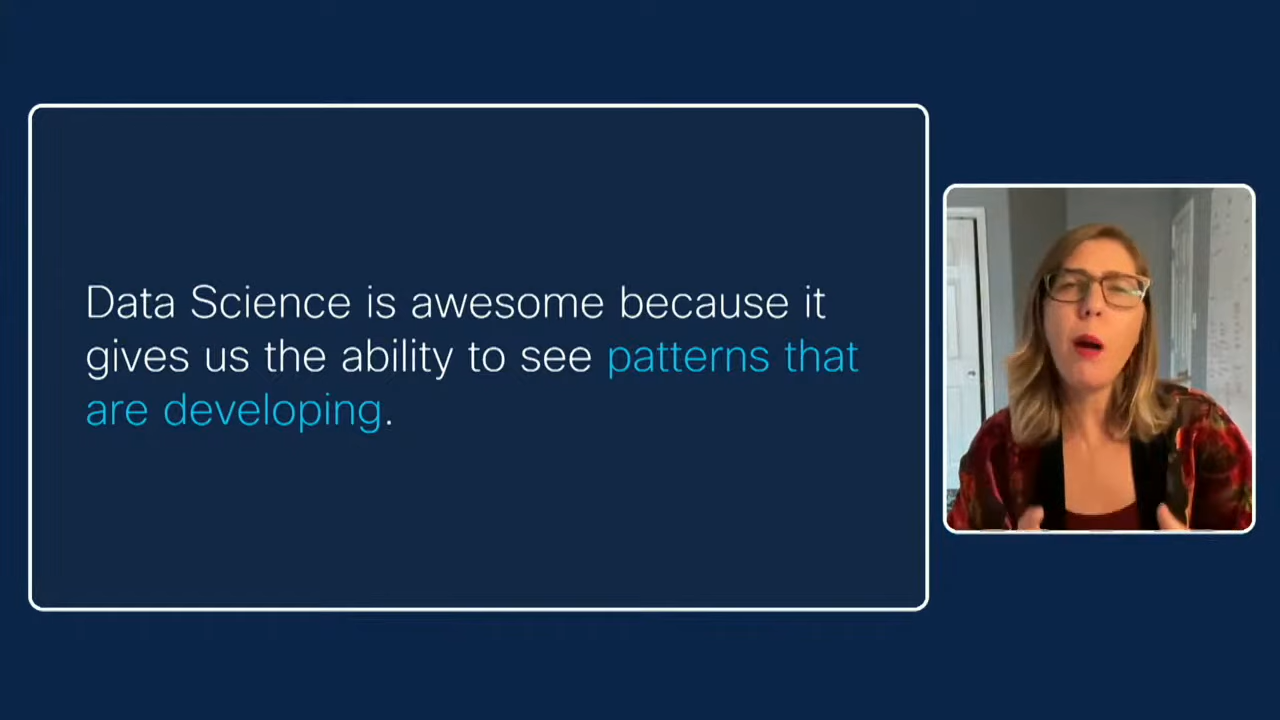 Data Science is awesome because it
gives us the ability to see patterns that
are developing.